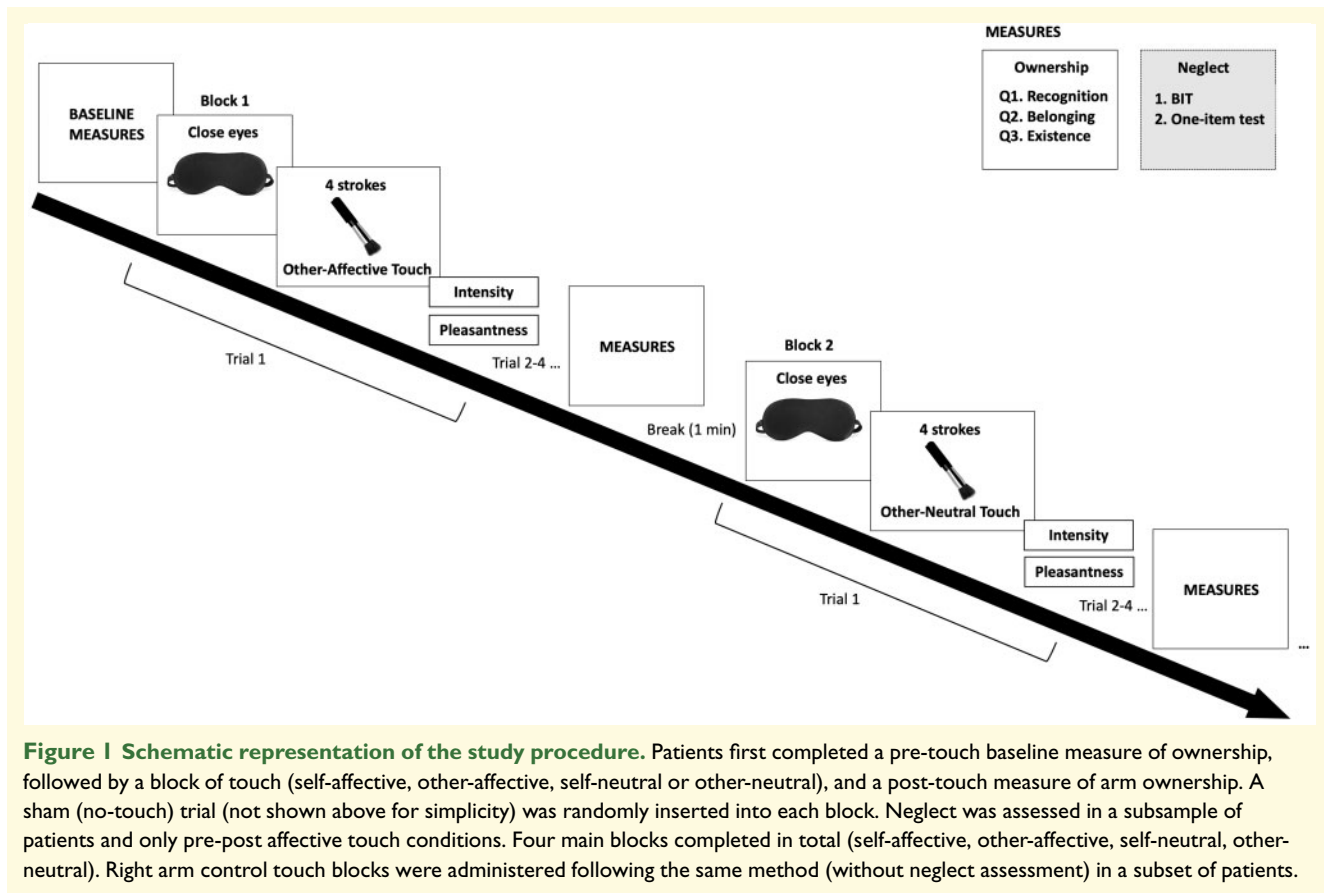 MEASURES
Ownership
Q1. Recognition
Q2. Belonging
Q3. Existence
Neglect
1. BIT
2. One-item test
BASELINE
MEASURES
Block 1
Close eyes
4 strokes
Other-Affective Touch
Intensity
Pleasantness
Trial 1
Trial 2-4 ...
MEASURES
Break (1 min)
Block 2
Close eyes
4 strokes
Other-Neutral Touch
Intensity
Pleasantness
Trial 1
Trial 2-4 ...
MEASURES
...
Figure 1 Schematic representation of the study procedure. Patients first completed a pre-touch baseline measure of ownership,
followed by a block of touch (self-affective, other-affective, self-neutral or other-neutral), and a post-touch measure of arm ownership. A
sham (no-touch) trial (not shown above for simplicity) was randomly inserted into each block. Neglect was assessed in a subsample of
patients and only pre-post affective touch conditions. Four main blocks completed in total (self-affective, other-affective, self-neutral, other-
neutral). Right arm control touch blocks were administered following the same method (without neglect assessment) in a subset of patients.